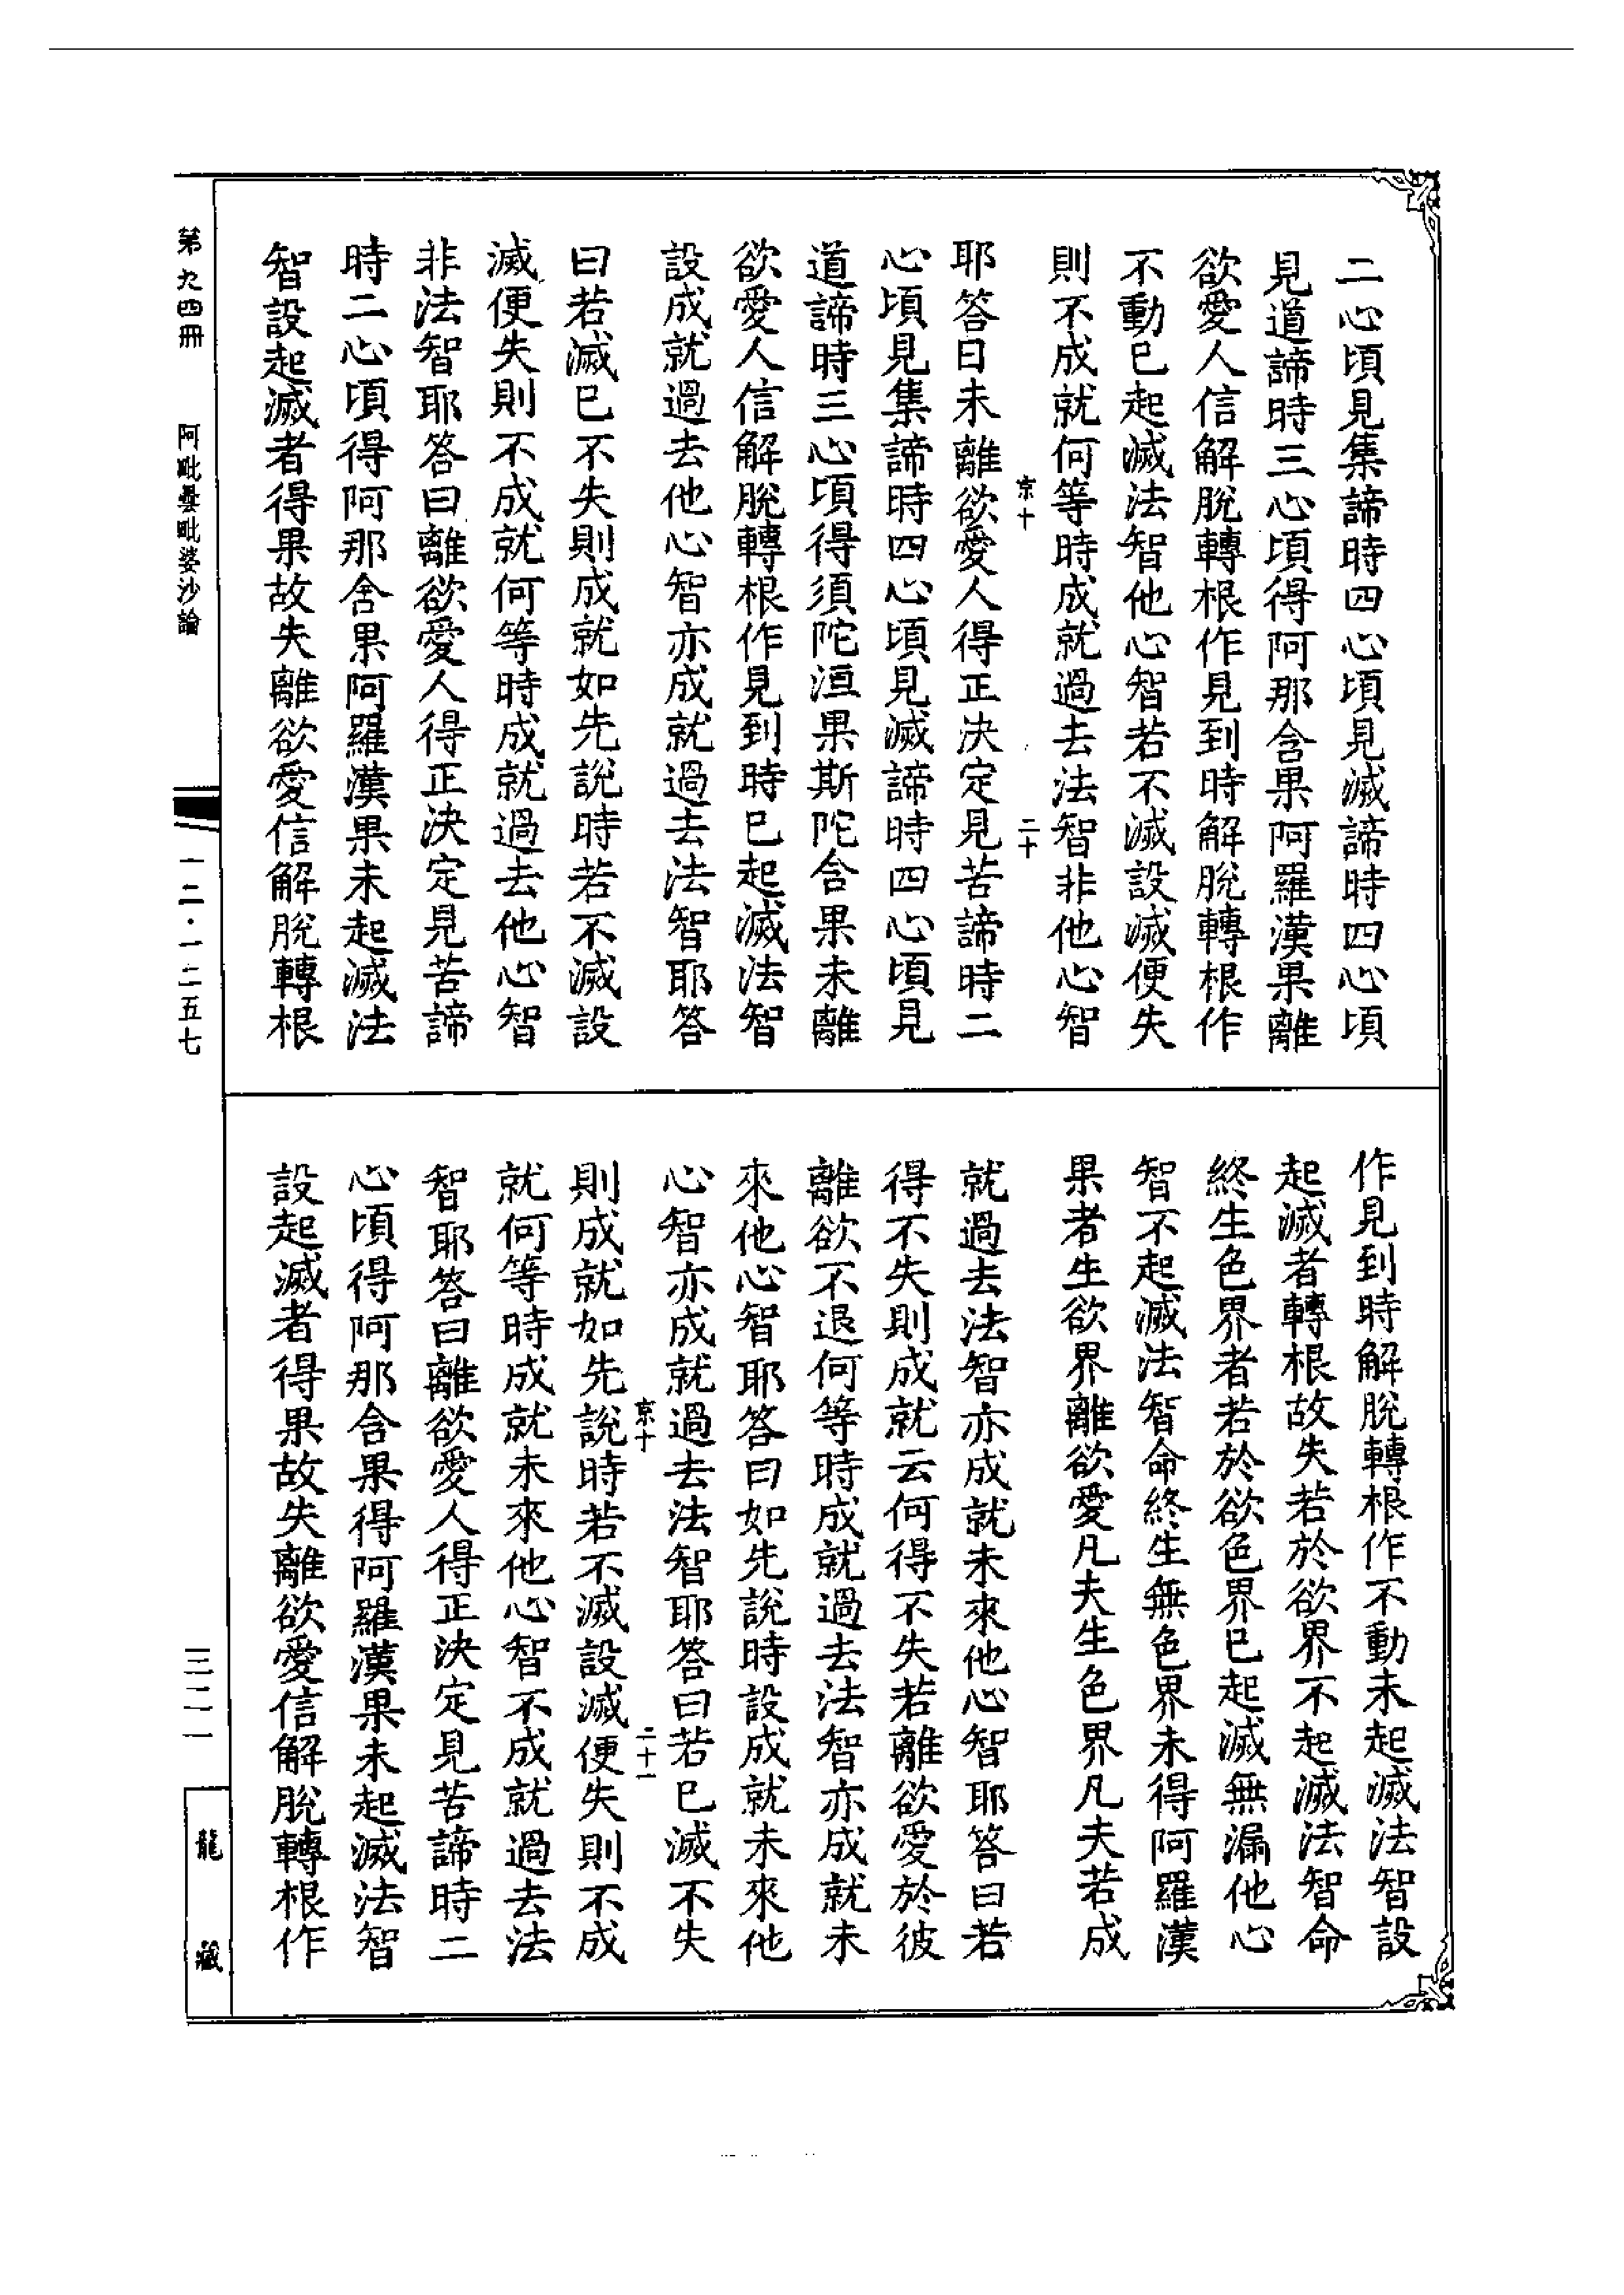 二心頃見集諦時四心頃見滅諦時四心頃
見道諦時三心頃得阿那含果阿羅漢果離
欲愛人信解脫轉根作見到時解脫轉根作
不動已起滅法智他心智若不滅設滅便失
則不成就何等時成就過去法智非他心智
京十 二十
耶答曰未離欲愛人得正決定見苦諦時二
心頃見集諦時四心頃見滅諦時四心頃見
道諦時三心頃得須陀洹果斯陀含果未離
欲愛人信解脫轉根作見到時已起滅法智
設成就過去他心智亦成就過去法智耶答
曰若滅已不失則成就如先說時若不滅設
滅便失則不成就何等時成就過去他心智
非法智耶答曰離欲愛人得正決定見苦諦
時二心頃得阿那含果阿羅漢果未起滅法
智設起滅者得果故失離欲愛信解脫轉根
作見到時解脫轉根作不動未起滅法智設
起滅者轉根故失若於欲界不起滅法智命
終生色界者若於欲色界已起滅無漏他心
智不起滅法智命終生無色界未得阿羅漢
果者生欲界離欲愛凡夫生色界凡夫若成
就過去法智亦成就未來他心智耶答曰若
得不失則成就云何得不失若離欲愛於彼
離欲不退何等時成就過去法智亦成就未
來他心智耶答曰如先說時設成就未來他
心智亦成就過去法智耶答曰若已滅不失
京十 二十一
則成就如先說時若不滅設滅便失則不成
就何等時成就未來他心智不成就過去法
智耶答曰離欲愛人得正決定見苦諦時二
心頃得阿那含果得阿羅漢果未起滅法智
設起滅者得果故失離欲愛信解脫轉根作
第九四冊 阿毗曇毗婆沙論 一二·一二五七 三二一 龍藏